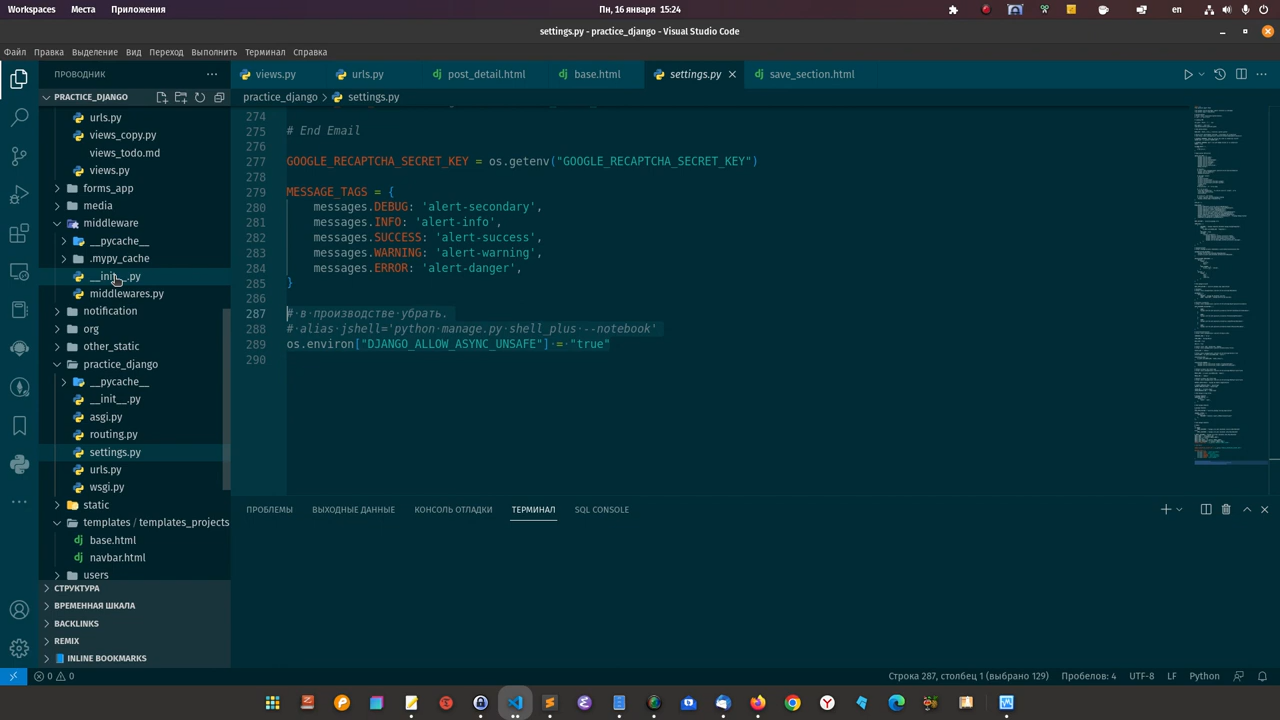 Workspaces Места Приложения Пн, 16 января 15:24 en
settings.py - practice_django - Visual Studio Code
Файл Правка Выделение Вид Переход Выполнить Терминал Справка
ПРОВОДНИК
views.py urls.py post_detail.html base.html settings.py save_section.html
PRACTICE_DJANGO
practice_django settings.py
urls.py
views_copy.py
views_todo.md
views.py
forms_app
media
middleware
__pycache__
.mypy_cache
__init__.py
middlewares.py
notification
org
other_static
practice_django
__pycache__
__init__.py
asgi.py
routing.py
settings.py
urls.py
wsgi.py
static
templates / templates_projects
base.html
navbar.html
users
СТРУКТУРА
ВРЕМЕННАЯ ШКАЛА
BACKLINKS
REMIX
INLINE BOOKMARKS
274
275 # End Email
276
277 GOOGLE_RECAPTCHA_SECRET_KEY = os.getenv("GOOGLE_RECAPTCHA_SECRET_KEY")
278
279 MESSAGE_TAGS = {
280 messages.DEBUG: 'alert-secondary',
281 messages.INFO: 'alert-info',
282 messages.SUCCESS: 'alert-success',
283 messages.WARNING: 'alert-warning',
284 messages.ERROR: 'alert-danger',
285 }
286
287 # в производстве убрать.
288 # alias jshell='python manage.py shell_plus --notebook'
289 os.environ["DJANGO_ALLOW_ASYNC_UNSAFE"] = "true"
290
ПРОБЛЕМЫ ВЫХОДНЫЕ ДАННЫЕ КОНСОЛЬ ОТЛАДКИ ТЕРМИНАЛ SQL CONSOLE
0 0 Строка 287, столбец 1 (выбрано 129) Пробелов: 4 UTF-8 LF Python